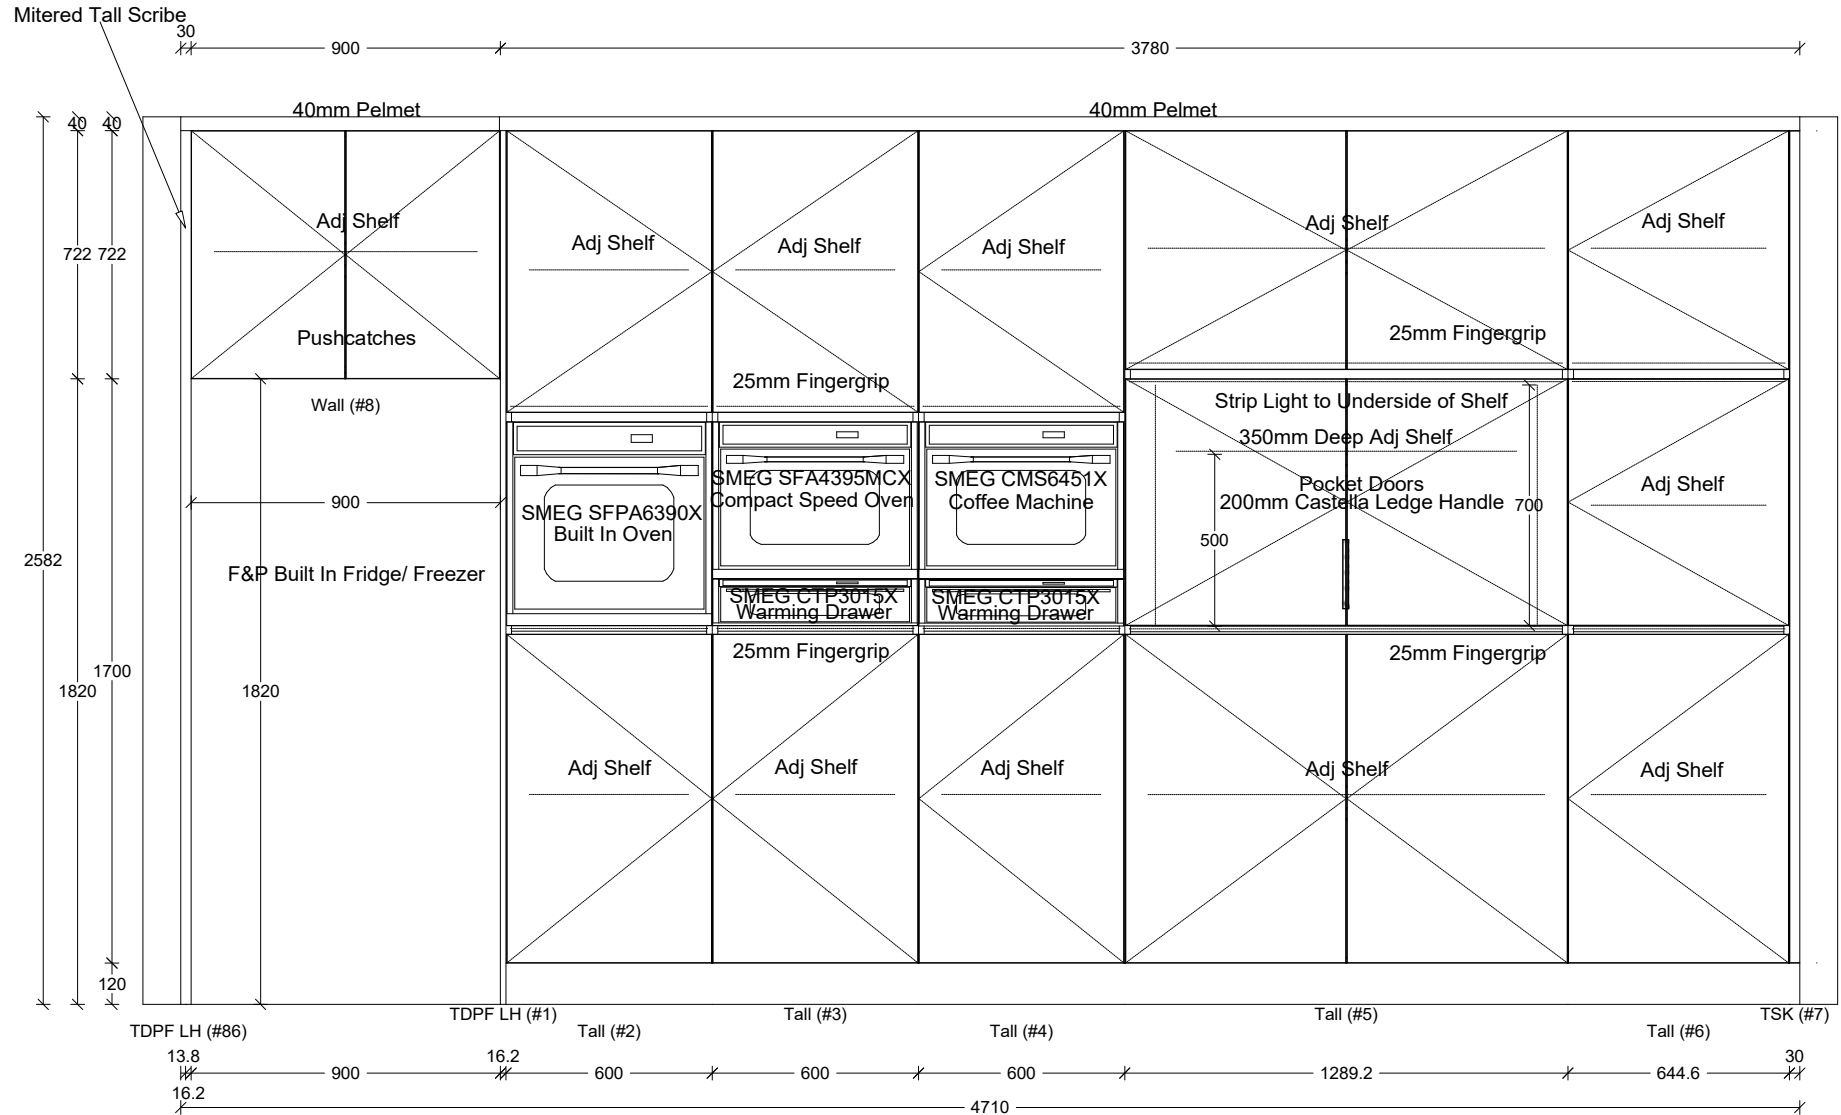 Mitered Tall Scribe
30
900
3780
40mm Pelmet
40mm Pelmet
40 40
Adj Shelf
Adj Shelf
Adj Shelf
Adj Shelf
Adj Shelf
Adj Shelf
722 722
Pushcatches
25mm Fingergrip
25mm Fingergrip
Wall (#8)
Strip Light to Underside of Shelf
350mm Deep Adj Shelf
SMEG SFA4395MCX
Compact Speed Oven
SMEG CMS6451X
Coffee Machine
Pocket Doors
200mm Castella Ledge Handle
700
Adj Shelf
900
SMEG SFPA6390X
Built In Oven
500
2582
F&P Built In Fridge/ Freezer
SMEG CTP3015X
Warming Drawer
SMEG CTP3015X
Warming Drawer
25mm Fingergrip
25mm Fingergrip
1700
1820
1820
Adj Shelf
Adj Shelf
Adj Shelf
Adj Shelf
Adj Shelf
120
TDPF LH (#86)
TDPF LH (#1)
Tall (#2)
Tall (#3)
Tall (#4)
Tall (#5)
Tall (#6)
TSK (#7)
13.8
16.2
900
16.2
600
600
600
1289.2
644.6
30
4710